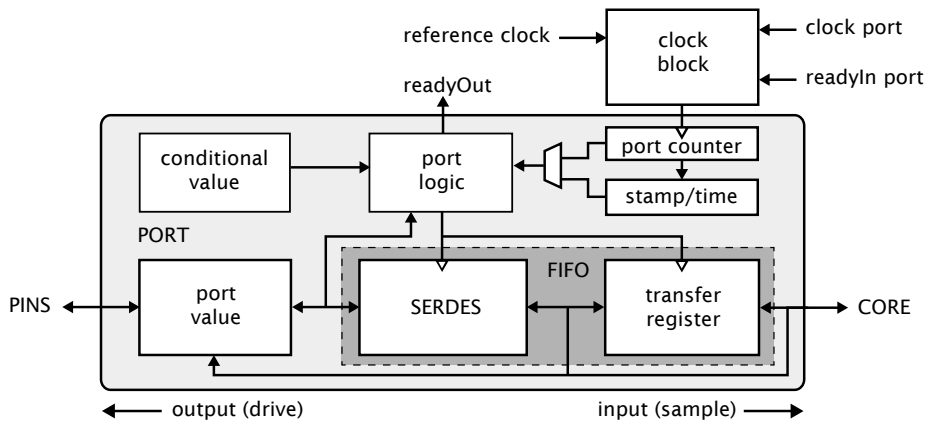 reference clock
clock
block
clock port
readyIn port
readyOut
conditional
value
port
logic
port counter
stamp/time
PORT
FIFO
PINS
port
value
SERDES
transfer
register
CORE
output (drive)
input (sample)